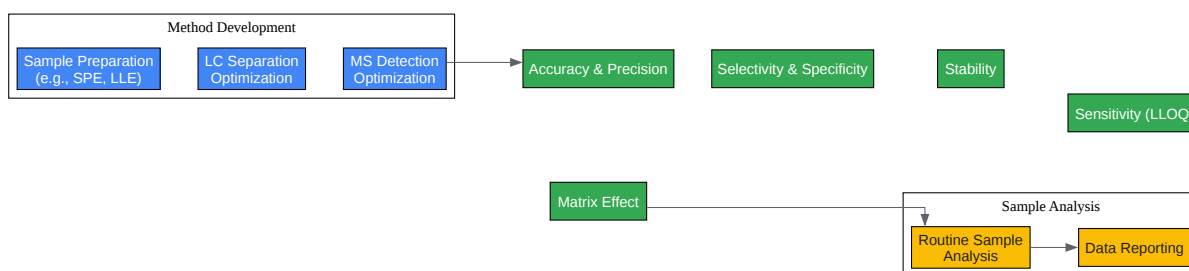 Method Development
Sample Preparation
(e.g., SPE, LLE)
LC Separation
Optimization
MS Detection
Optimization
Accuracy & Precision
Selectivity & Specificity
Stability
Sensitivity (LLOQ
Matrix Effect
Sample Analysis
Routine Sample
Analysis
Data Reporting